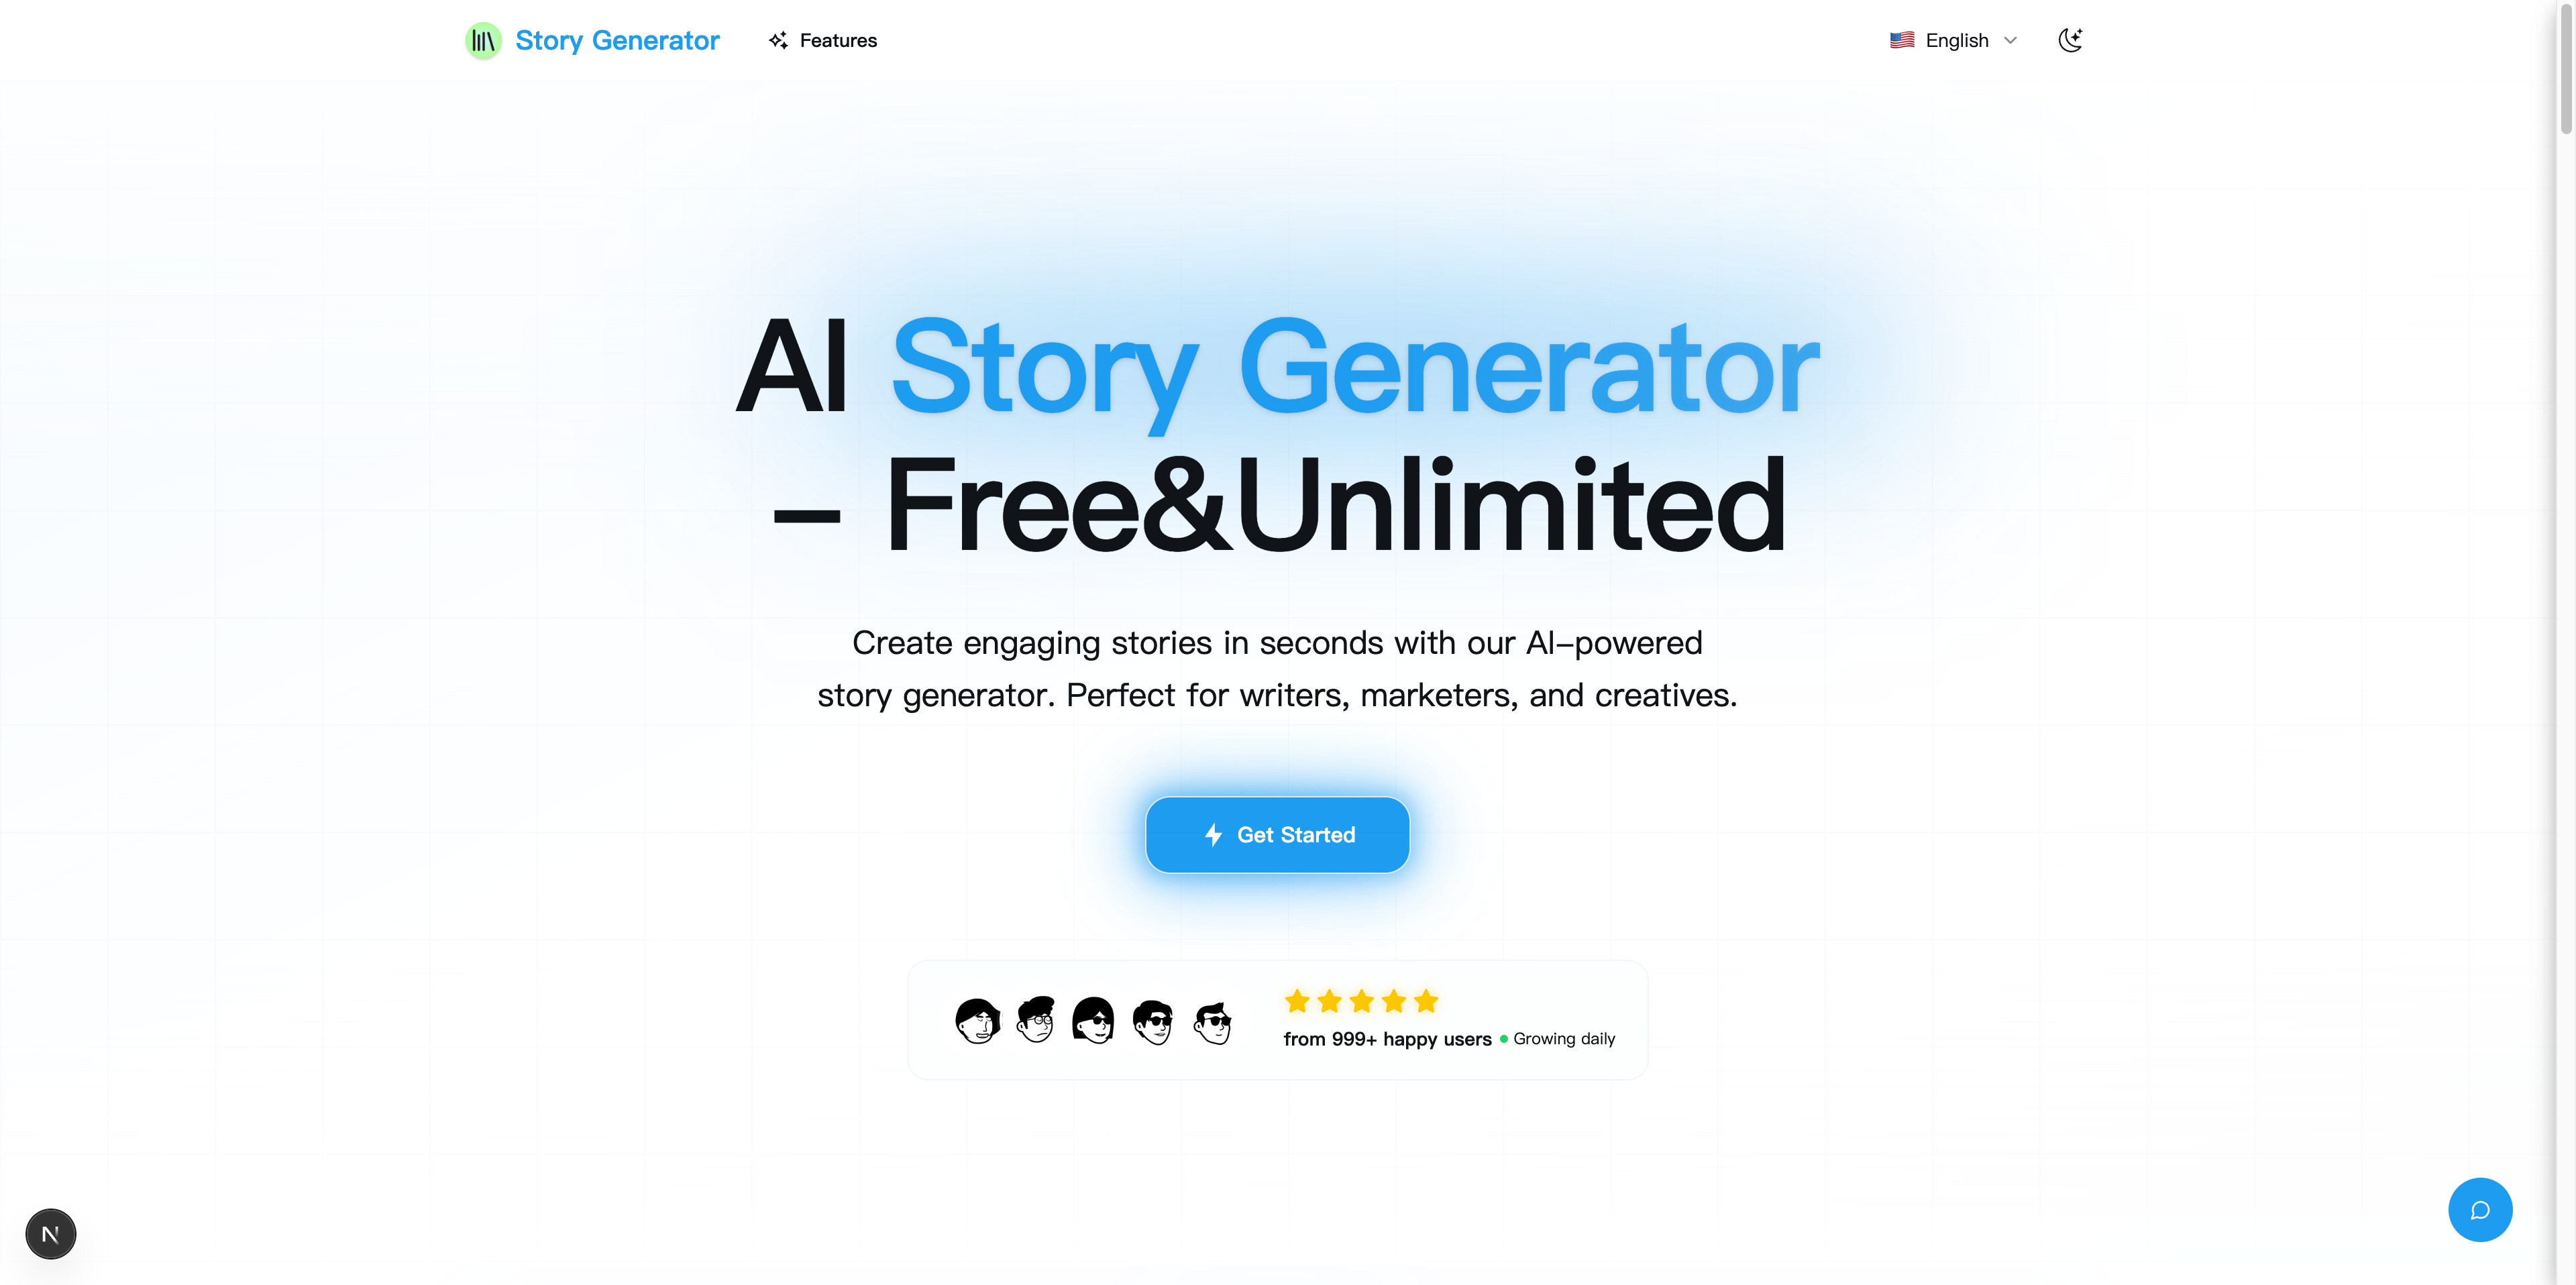 Story Generator
Features
English
AI Story Generator
– Free&Unlimited
Create engaging stories in seconds with our AI-powered
story generator. Perfect for writers, marketers, and creatives.
Get Started
from 999+ happy users
Growing daily
N